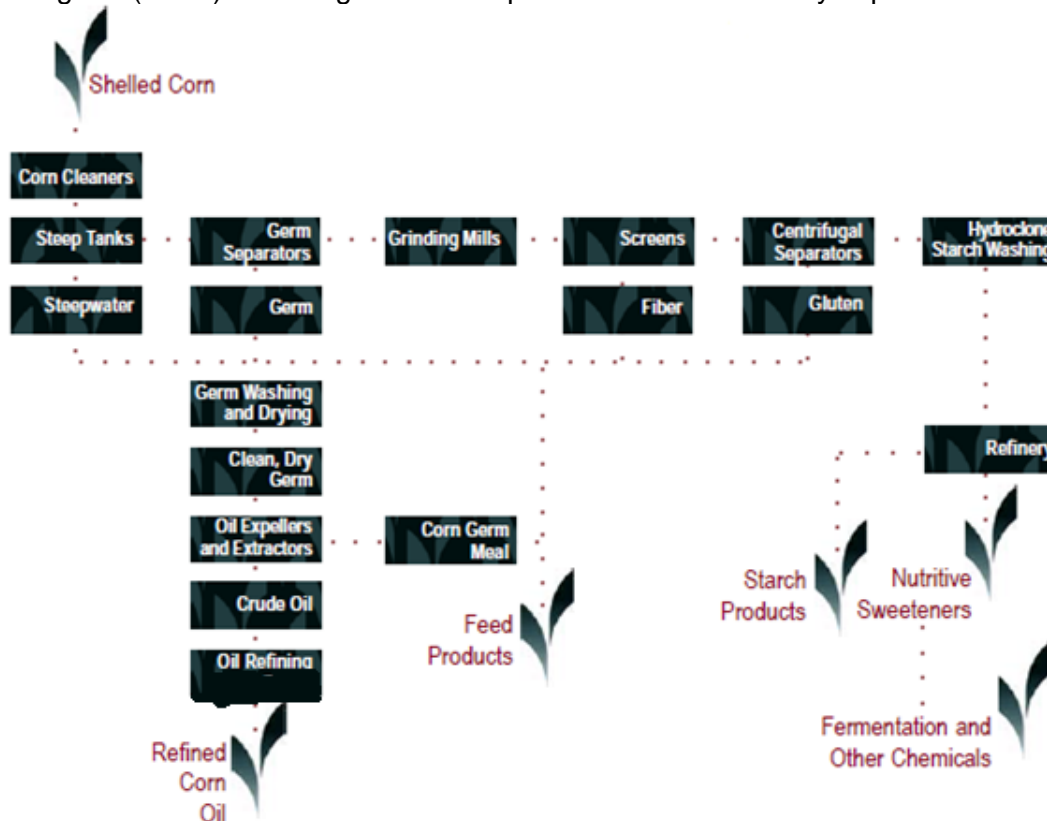 Shelled Corn
Corn Cleaners
Steep Tanks
Germ
Separators
Grinding Mills
Screens
Centrifugal
Separators
Hydroclone
Starch Washing
Steepwater
Germ
Fiber
Gluten
Germ Washing
and Drying
Clean, Dry
Germ
Refinery
Oil Expellers
and Extractors
Corn Germ
Meal
Crude Oil
Starch
Products
Nutritive
Sweeteners
Feed
Products
Oil Refining
Fermentation and
Other Chemicals
Refined
Corn
Oil